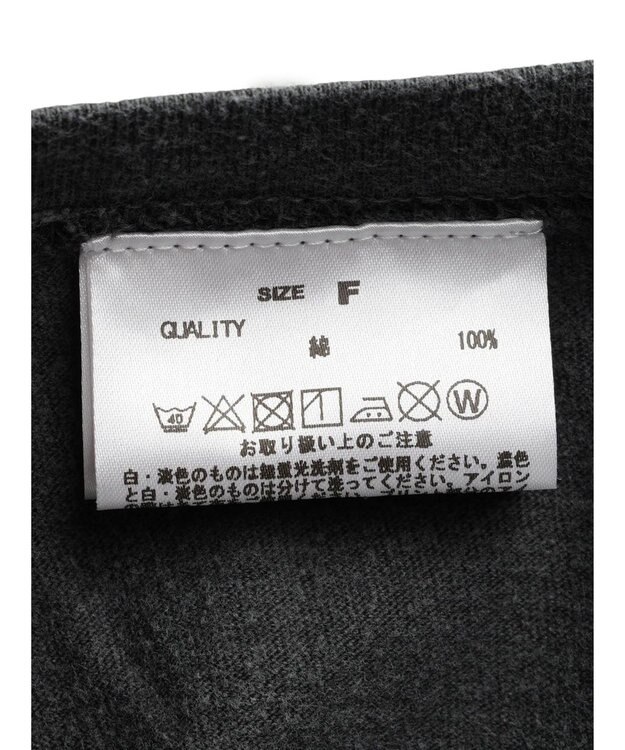 SIZE F
QUALITY
綿 100%
40 W
お取り扱い上のご注意
白・淡色のものは無蛍光洗剤をご使用ください。濃色
と白・淡色のものは分けて洗ってください。アイロン